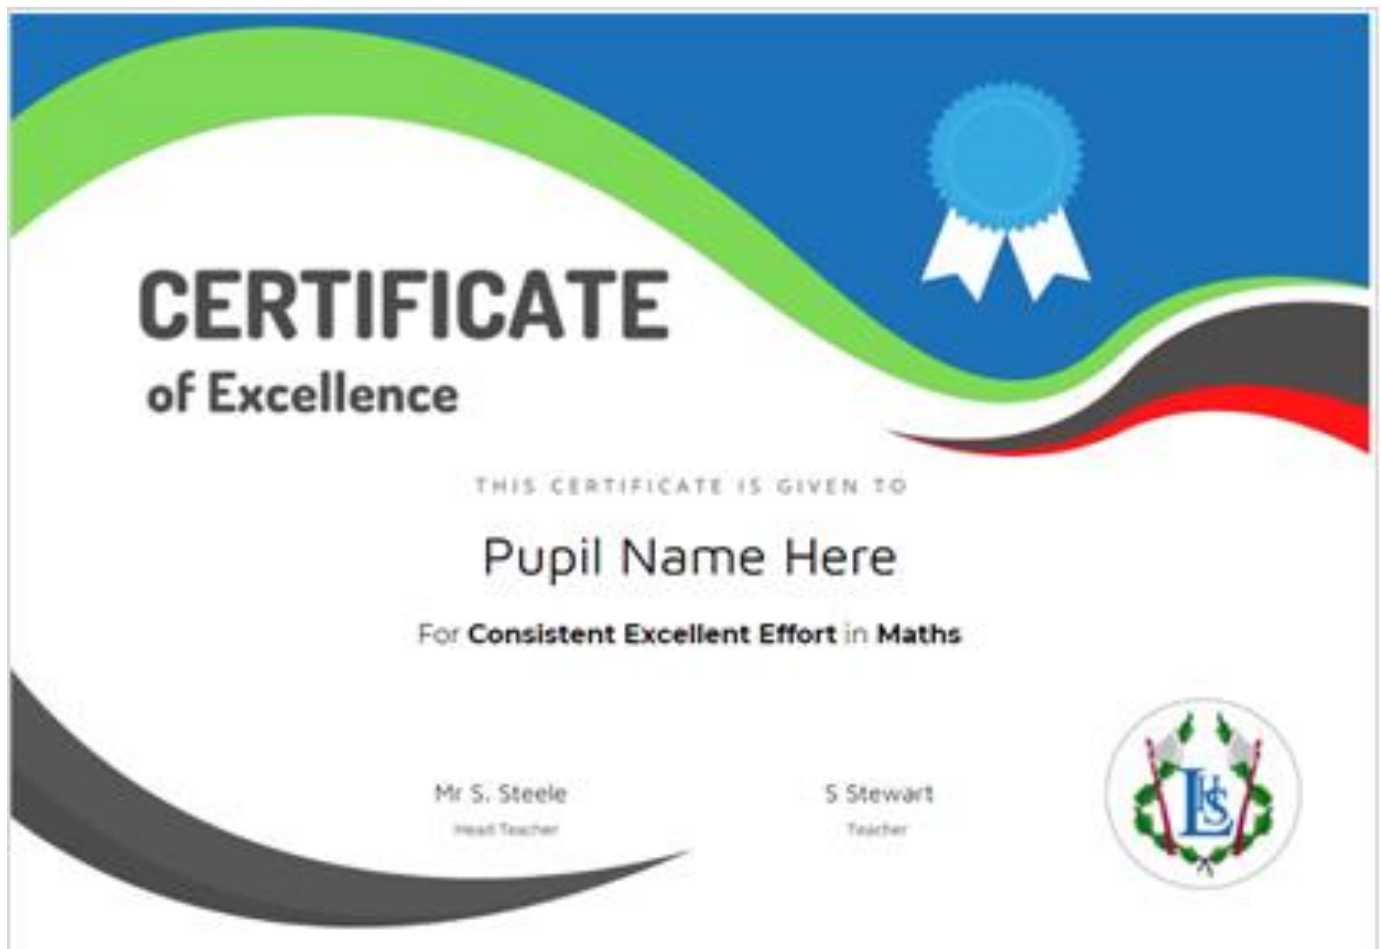 CERTIFICATE
of Excellence
THIS CERTIFICATE IS GIVEN TO
Pupil Name Here
For Consistent Excellent Effort in Maths
Mr S. Steele
Head Teacher
S Stewart
Teacher
LHS